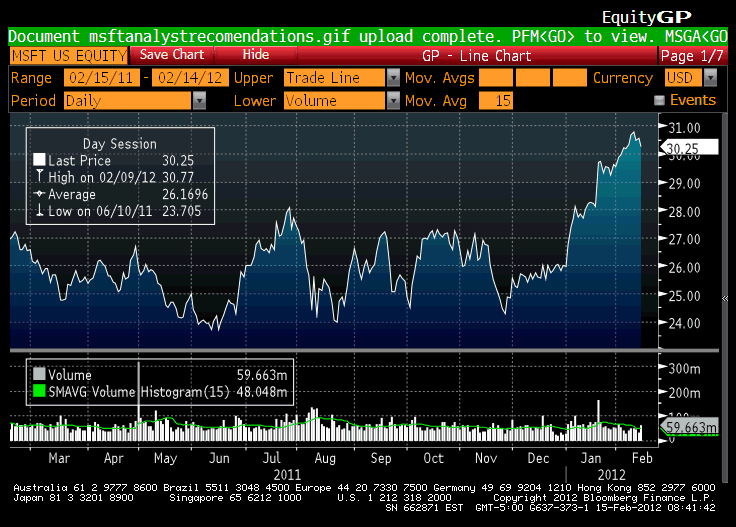 EquityGP
Document msftanalystrecomendations.gif upload complete. PFM<GO> to view. MSGA<GO
MSFT US EQUITY Save Chart Hide GP - Line Chart Page 1/7
Range 02/15/11 - 02/14/12 Upper Trade Line Mov. Avgs Currency USD
Period Daily Lower Volume Mov. Avg 15 Events
Day Session
Last Price 30.25
High on 02/09/12 30.77
Average 26.1696
Low on 06/10/11 23.705
31.00
30.25
30.00
29.00
28.00
27.00
26.00
25.00
24.00
Volume 59.663m
SMAVG Volume Histogram(15) 48.048m
300m
200m
100m
59.663m
0
Mar Apr May Jun Jul Aug Sep Oct Nov Dec Jan Feb
2011 2012
Australia 61 2 9777 8600 Brazil 5511 3048 4500 Europe 44 20 7330 7500 Germany 49 69 9204 1210 Hong Kong 852 2977 6000
Japan 81 3 3201 8900 Singapore 65 6212 1000 U.S. 1 212 318 2000 Copyright 2012 Bloomberg Finance L.P.
SN 662871 EST GMT-5:00 G637-373-1 15-Feb-2012 08:41:42